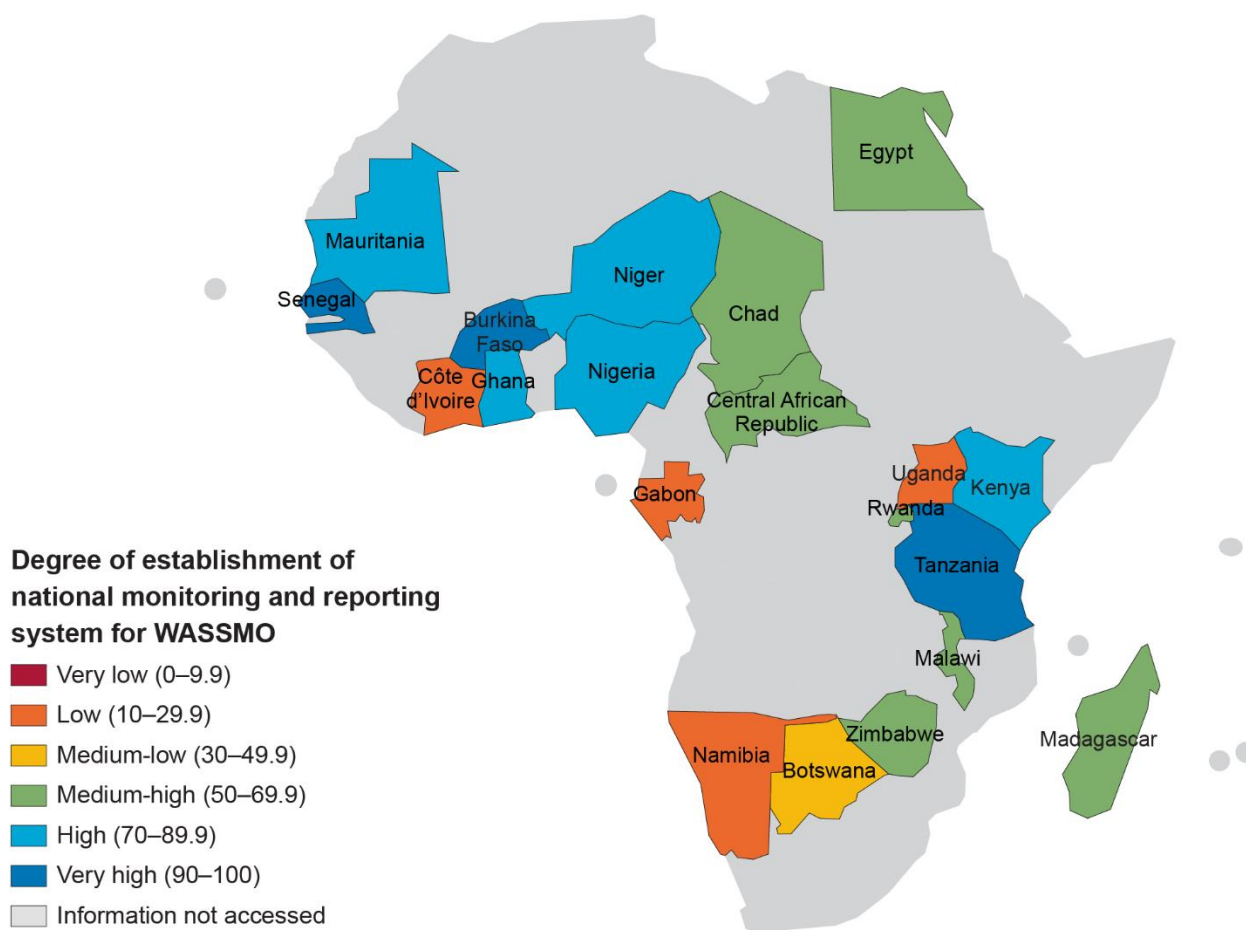 Egypt
Mauritania
Niger
Senegal
Chad
Burkina
Faso
Côte
d'Ivoire
Ghana
Nigeria
Central African
Republic
Uganda
Kenya
Gabon
Rwanda
Tanzania
Malawi
Zimbabwe
Madagascar
Namibia
Botswana
Degree of establishment of
national monitoring and reporting
system for WASSMO
Very low (0–9.9)
Low (10–29.9)
Medium-low (30–49.9)
Medium-high (50–69.9)
High (70–89.9)
Very high (90–100)
Information not accessed